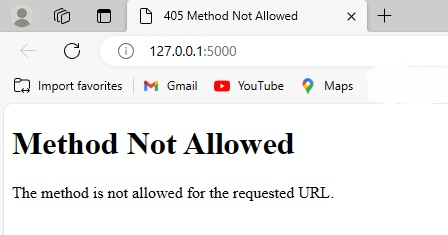 405 Method Not Allowed
127.0.0.1:5000
Import favorites Gmail YouTube Maps
Method Not Allowed
The method is not allowed for the requested URL.